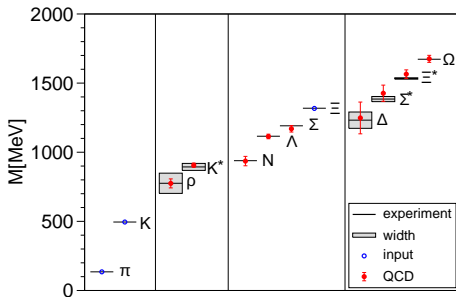 2000
1500
1000
500
0
M[MeV]
π
K
ρ
K*
N
Λ
Σ
Ξ
Δ
Σ*
Ξ*
Ω
experiment
width
input
QCD